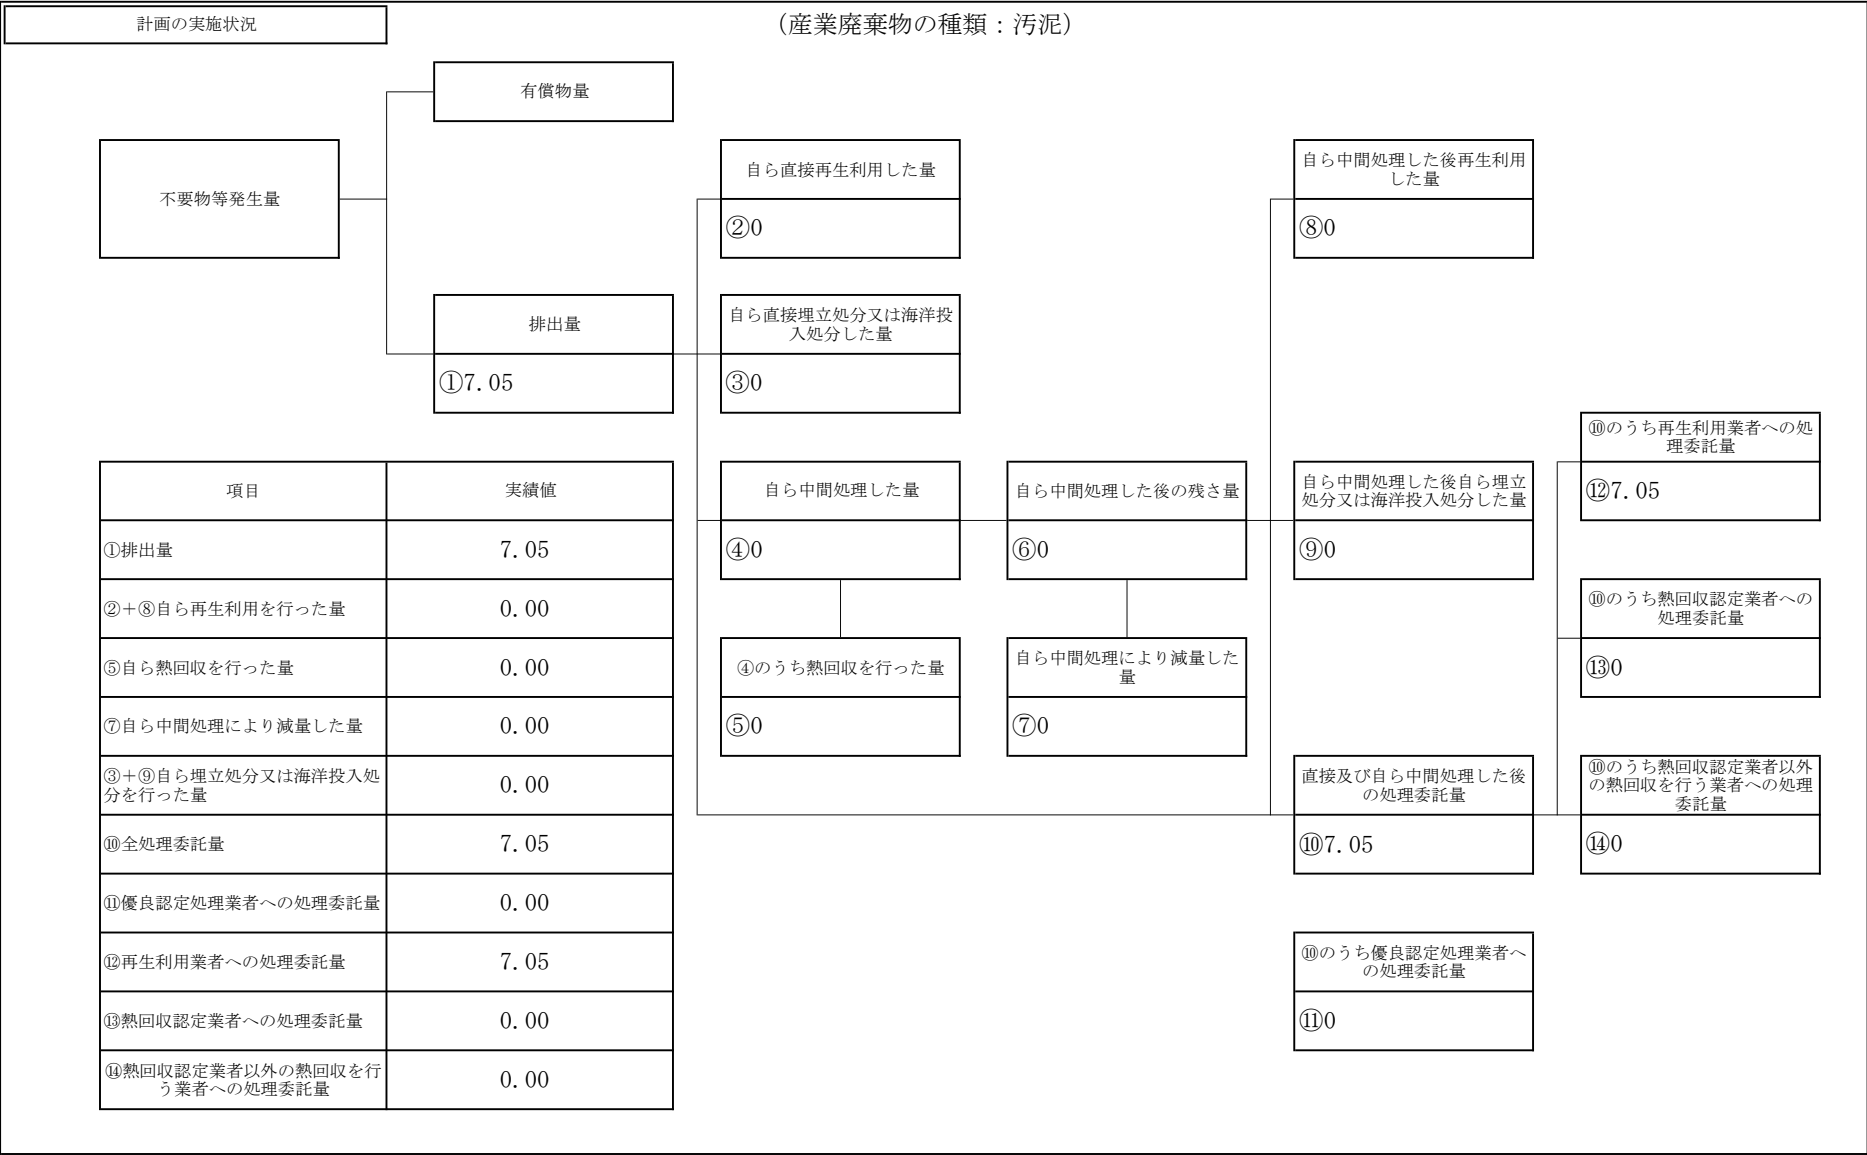 計画の実施状況
（産業廃棄物の種類：汚泥）
有償物量
不要物等発生量
自ら直接再生利用した量
②0
自ら中間処理した後再生利用
した量
⑧0
排出量
①7.05
自ら直接埋立処分又は海洋投
入処分した量
③0
⑩のうち再生利用業者への処
理委託量
⑫7.05
自ら中間処理した量
④0
自ら中間処理した後の残さ量
⑥0
自ら中間処理した後自ら埋立
処分又は海洋投入処分した量
⑨0
⑩のうち熱回収認定業者への
処理委託量
⑬0
④のうち熱回収を行った量
⑤0
自ら中間処理により減量した
量
⑦0
直接及び自ら中間処理した後
の処理委託量
⑩7.05
⑩のうち熱回収認定業者以外
の熱回収を行う業者への処理
委託量
⑭0
⑩のうち優良認定処理業者へ
の処理委託量
⑪0
項目 実績値
①排出量 7.05
②＋⑧自ら再生利用を行った量 0.00
⑤自ら熱回収を行った量 0.00
⑦自ら中間処理により減量した量 0.00
③＋⑨自ら埋立処分又は海洋投入処
分を行った量 0.00
⑩全処理委託量 7.05
⑪優良認定処理業者への処理委託量 0.00
⑫再生利用業者への処理委託量 7.05
⑬熱回収認定業者への処理委託量 0.00
⑭熱回収認定業者以外の熱回収を行
う業者への処理委託量 0.00